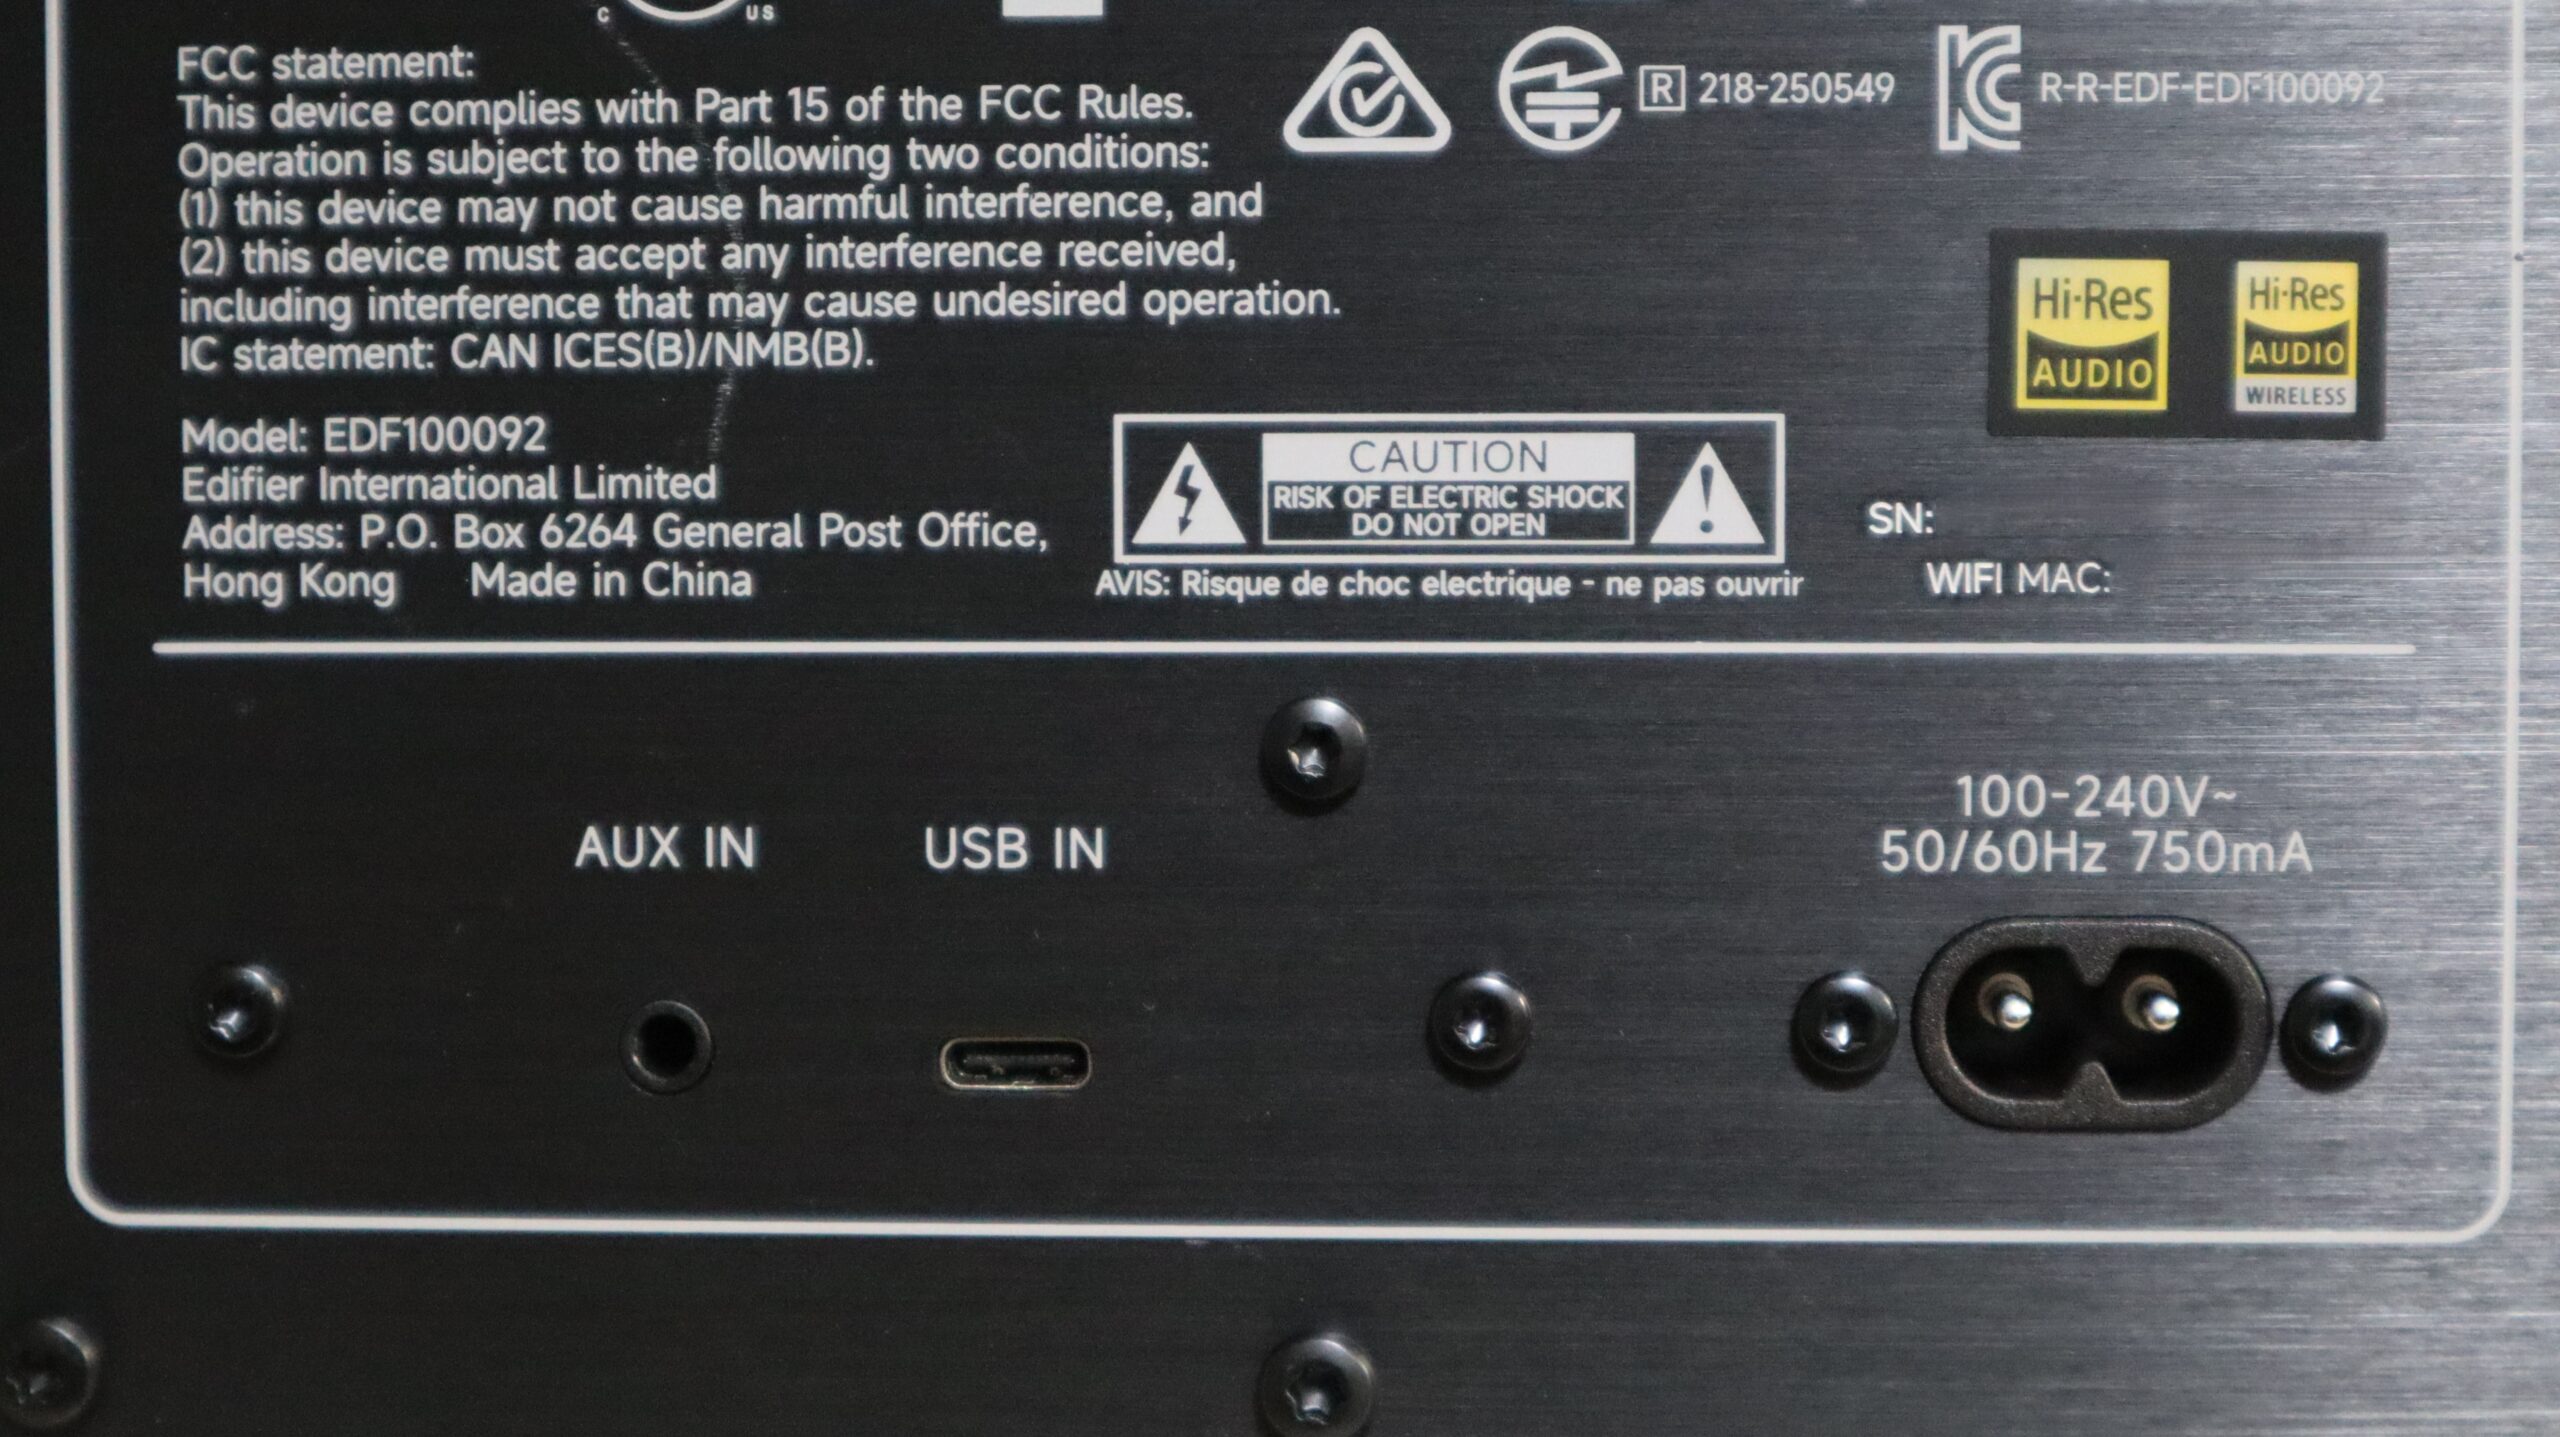 C US
FCC statement:
This device complies with Part 15 of the FCC Rules.
Operation is subject to the following two conditions:
(1) this device may not cause harmful interference, and
(2) this device must accept any interference received,
including interference that may cause undesired operation.
IC statement: CAN ICES(B)/NMB(B).
R 218-250549
R-R-EDF-EDF100092
Hi-Res
AUDIO
Hi-Res
AUDIO
WIRELESS
Model: EDF100092
Edifier International Limited
Address: P.O. Box 6264 General Post Office,
Hong Kong Made in China
CAUTION
RISK OF ELECTRIC SHOCK
DO NOT OPEN
AVIS: Risque de choc electrique - ne pas ouvrir
SN:
WIFI MAC:
AUX IN
USB IN
100-240V~
50/60Hz 750mA